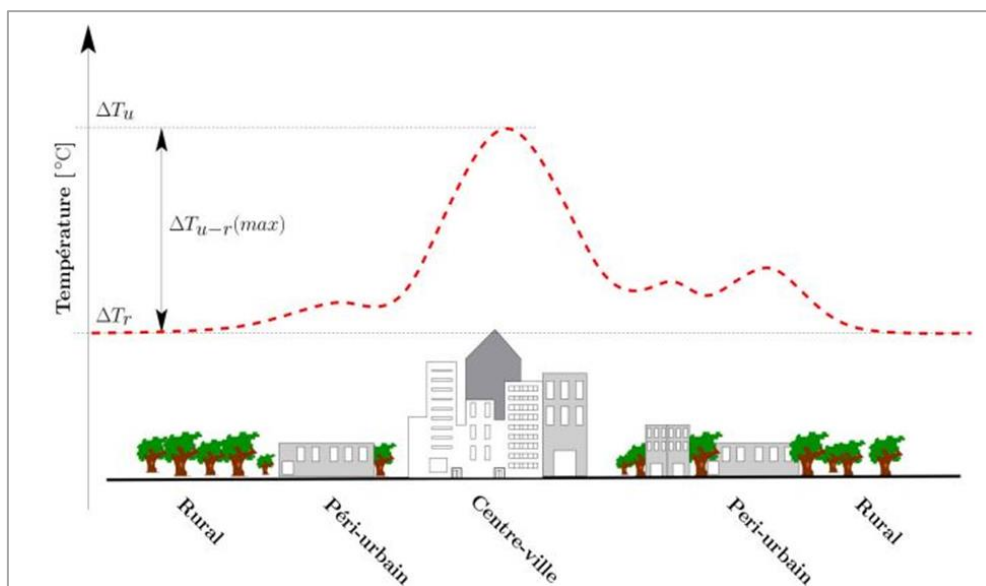 ΔTu
Température [°C]
ΔTu−r(max)
ΔTr
Rural
Péri-urbain
Centre-ville
Peri-urbain
Rural